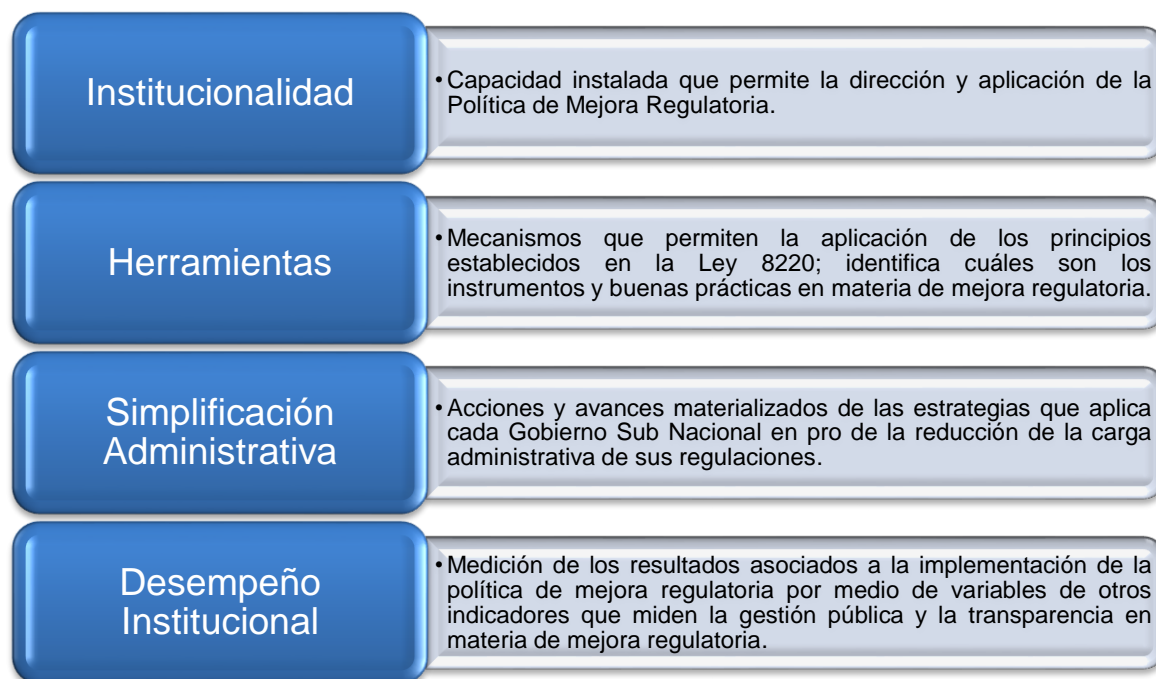 Institucionalidad
•Capacidad instalada que permite la dirección y aplicación de la
Política de Mejora Regulatoria.
Herramientas
•Mecanismos que permiten la aplicación de los principios
establecidos en la Ley 8220; identifica cuáles son los
instrumentos y buenas prácticas en materia de mejora regulatoria.
Simplificación
Administrativa
•Acciones y avances materializados de las estrategias que aplica
cada Gobierno Sub Nacional en pro de la reducción de la carga
administrativa de sus regulaciones.
Desempeño
Institucional
•Medición de los resultados asociados a la implementación de la
política de mejora regulatoria por medio de variables de otros
indicadores que miden la gestión pública y la transparencia en
materia de mejora regulatoria.